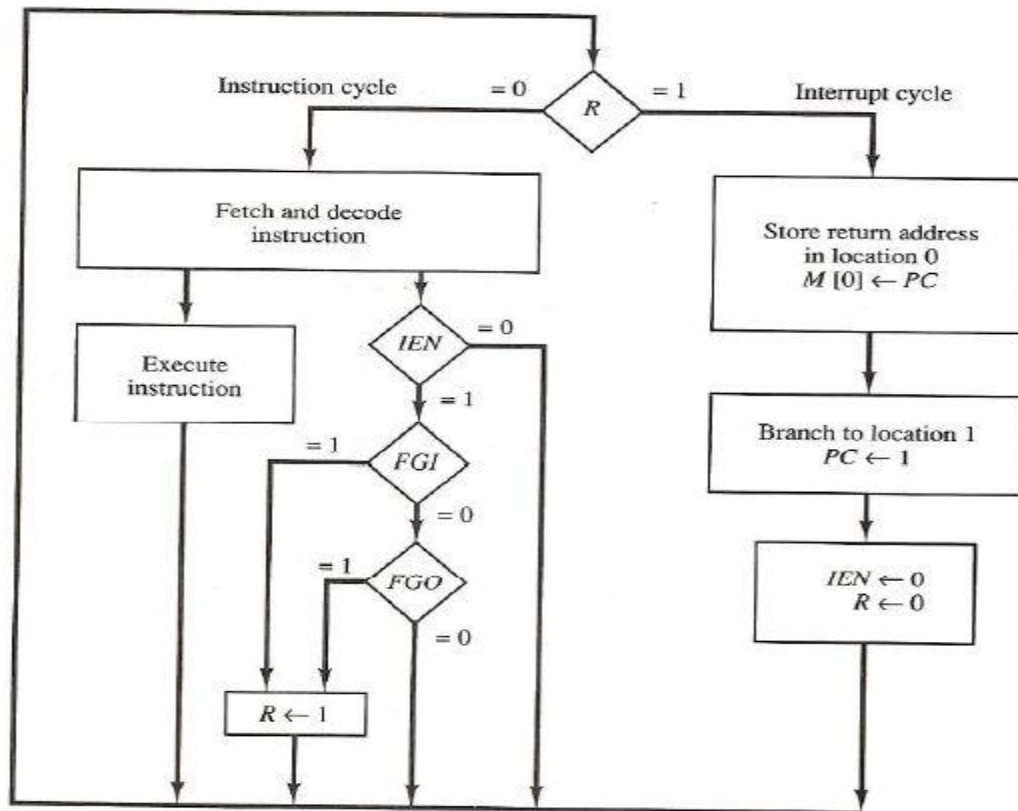 Instruction cycle
= 0
R
= 1
Interrupt cycle
Fetch and decode
instruction
Store return address
in location 0
M [0] ← PC
Execute
instruction
IEN
= 0
= 1
Branch to location 1
PC ← 1
= 1
FGI
= 0
= 1
FGO
= 0
IEN ← 0
R ← 0
R ← 1